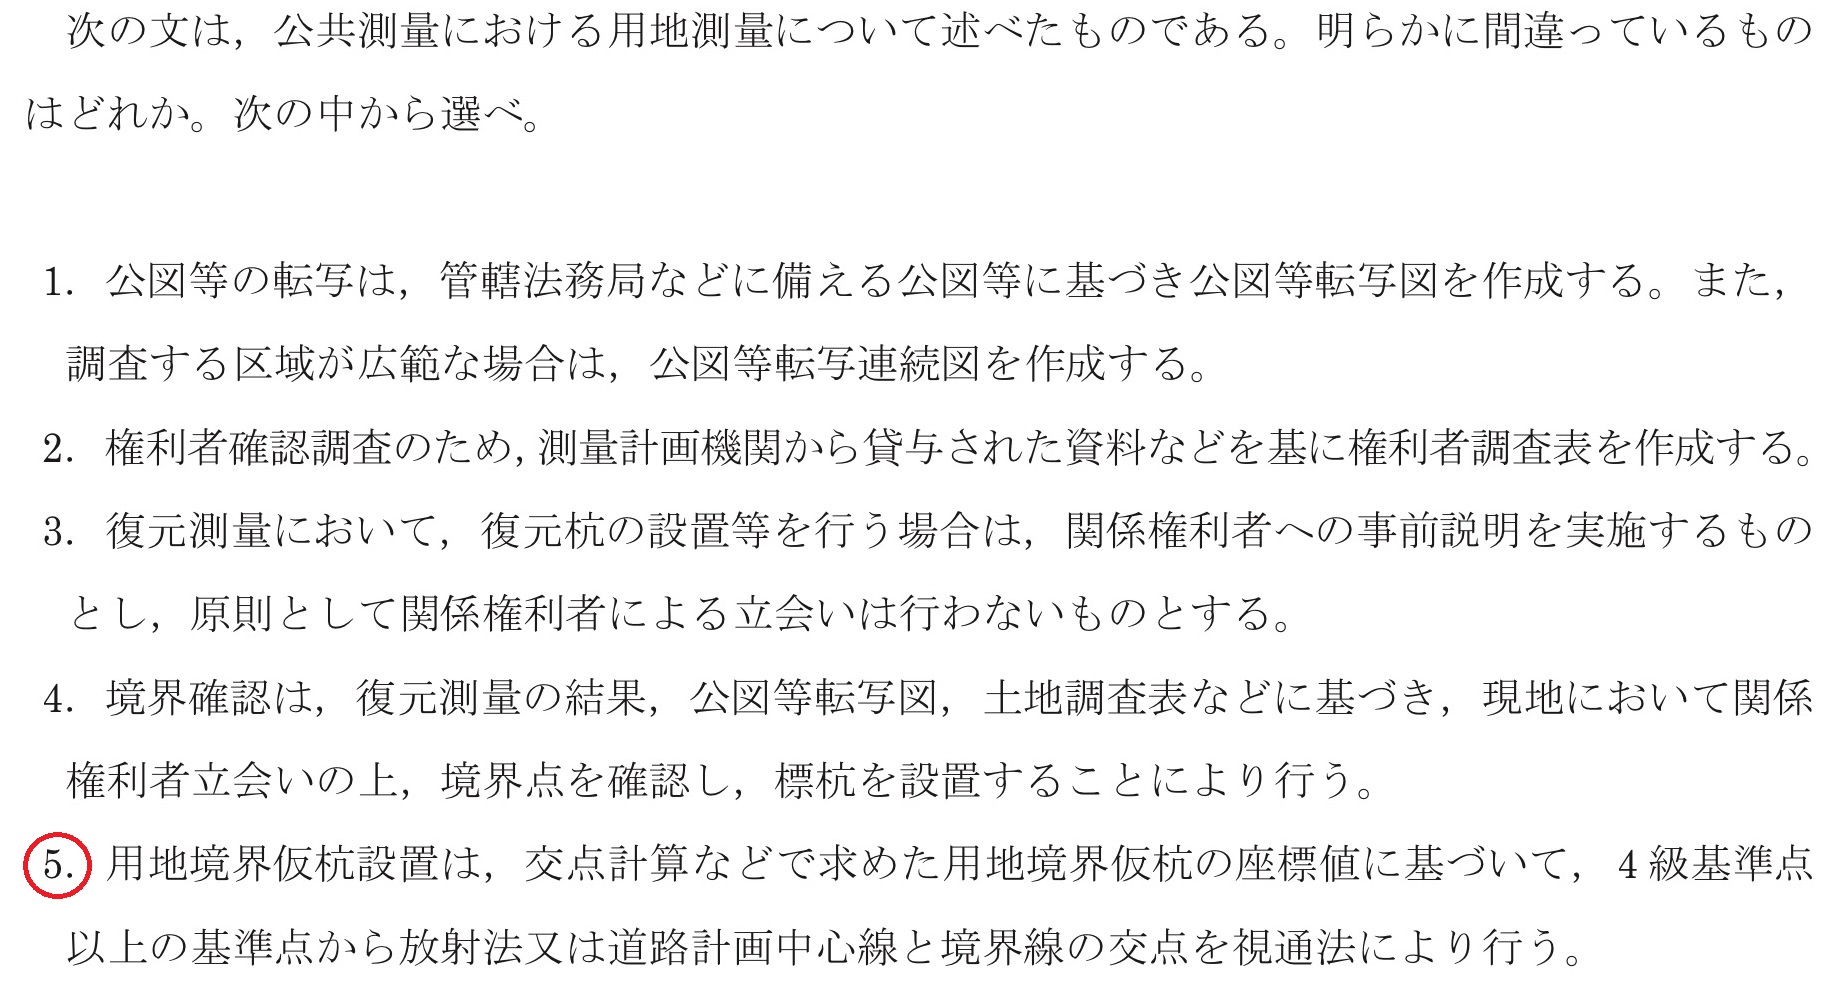 次の文は，公共測量における用地測量について述べたものである。明らかに間違っているもの
はどれか。次の中から選べ。
1. 公図等の転写は，管轄法務局などに備える公図等に基づき公図等転写図を作成する。また，
調査する区域が広範な場合は，公図等転写連続図を作成する。
2. 権利者確認調査のため,測量計画機関から貸与された資料などを基に権利者調査表を作成する。
3. 復元測量において，復元杭の設置等を行う場合は，関係権利者への事前説明を実施するもの
とし，原則として関係権利者による立会いは行わないものとする。
4. 境界確認は，復元測量の結果，公図等転写図，土地調査表などに基づき，現地において関係
権利者立会いの上，境界点を確認し，標杭を設置することにより行う。
5. 用地境界仮杭設置は，交点計算などで求めた用地境界仮杭の座標値に基づいて，4 級基準点
以上の基準点から放射法又は道路計画中心線と境界線の交点を視通法により行う。